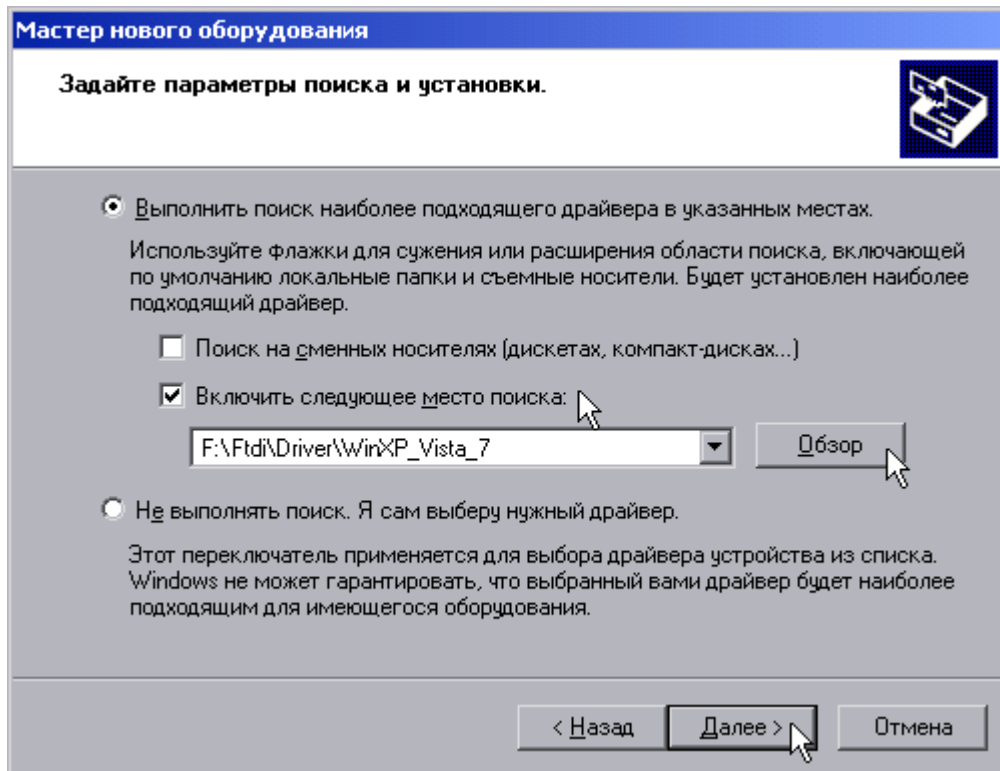 Мастер нового оборудования
Задайте параметры поиска и установки.
Выполнить поиск наиболее подходящего драйвера в указанных местах.
Используйте флажки для сужения или расширения области поиска, включающей
по умолчанию локальные папки и съемные носители. Будет установлен наиболее
подходящий драйвер.
Поиск на сменных носителях (дискетах, компакт-дисках...)
Включить следующее место поиска:
F:\Ftdi\Driver\WinXP_Vista_7
Обзор
Не выполнять поиск. Я сам выберу нужный драйвер.
Этот переключатель применяется для выбора драйвера устройства из списка.
Windows не может гарантировать, что выбранный вами драйвер будет наиболее
подходящим для имеющегося оборудования.
< Назад
Далее >
Отмена